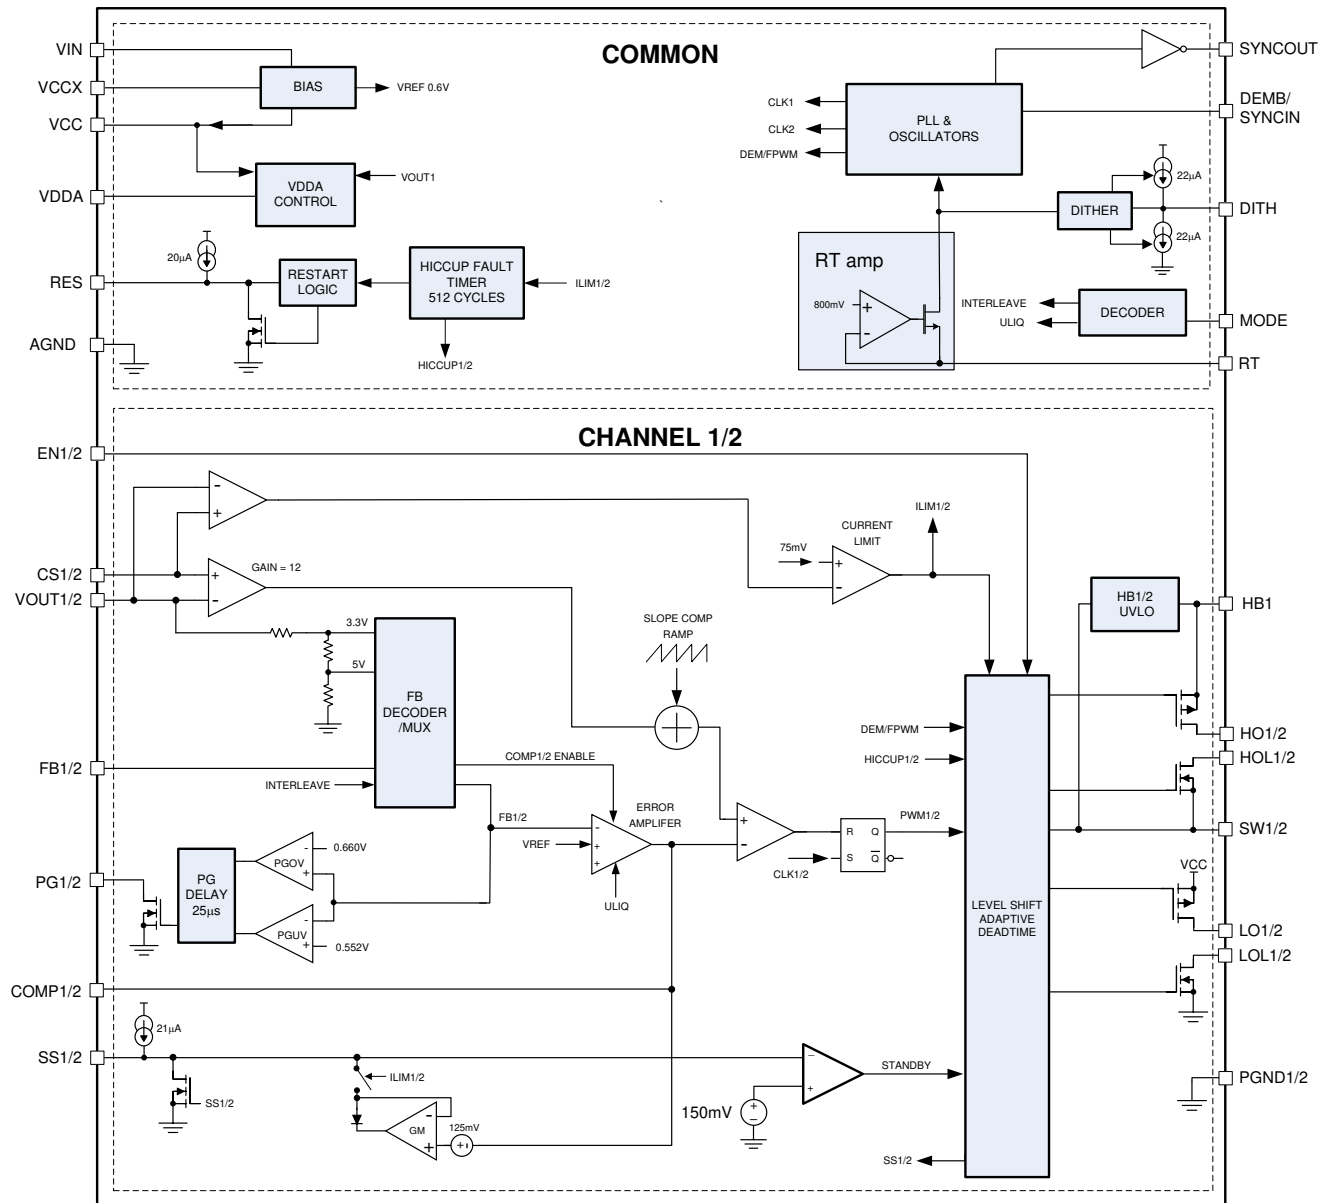 COMMON
VIN
VCCX
VCC
VDDA
RES
AGND
BIAS
VREF 0.6V
VDDA
CONTROL
VOUT1
20µA
RESTART
LOGIC
HICCUP FAULT
TIMER
512 CYCLES
ILIM1/2
HICCUP1/2
CLK1
CLK2
DEM/FPWM
PLL &
OSCILLATORS
SYNCOUT
DEMB/
SYNCIN
DITHER
22µA
22µA
DITH
RT amp
800mV
+
-
INTERLEAVE
ULIQ
DECODER
MODE
RT
CHANNEL 1/2
EN1/2
CS1/2
VOUT1/2
FB1/2
PG1/2
COMP1/2
SS1/2
-
+
+
-
GAIN = 12
3.3V
5V
FB
DECODER
/MUX
INTERLEAVE
SLOPE COMP
RAMP
75mV
+
-
CURRENT
LIMIT
ILIM1/2
COMP1/2 ENABLE
FB1/2
VREF
-
+
+
ERROR
AMPLIFER
ULIQ
+
-
R Q
S Q
CLK1/2
PWM1/2
DEM/FPWM
HICCUP1/2
LEVEL SHIFT
ADAPTIVE
DEADTIME
PG
DELAY
25µs
PGOV
-
+
0.660V
PGUV
-
+
0.552V
21µA
SS1/2
ILIM1/2
GM
-
+
125mV
+
-
150mV
+
−
−
+
STANDBY
SS1/2
HB1/2
UVLO
HB1
HO1/2
HOL1/2
SW1/2
VCC
LO1/2
LOL1/2
PGND1/2